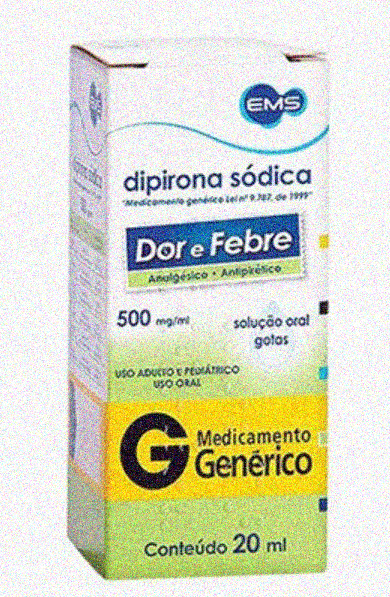 EMS
dipirona sódica
"Medicamento genérico Lei nº 9.787, de 1999"
Dor e Febre
Analgésico • Antipirético
500 mg/ml
solução oral
gotas
USO ADULTO E PEDIÁTRICO
USO ORAL
G
Medicamento
Genérico
Conteúdo 20 ml